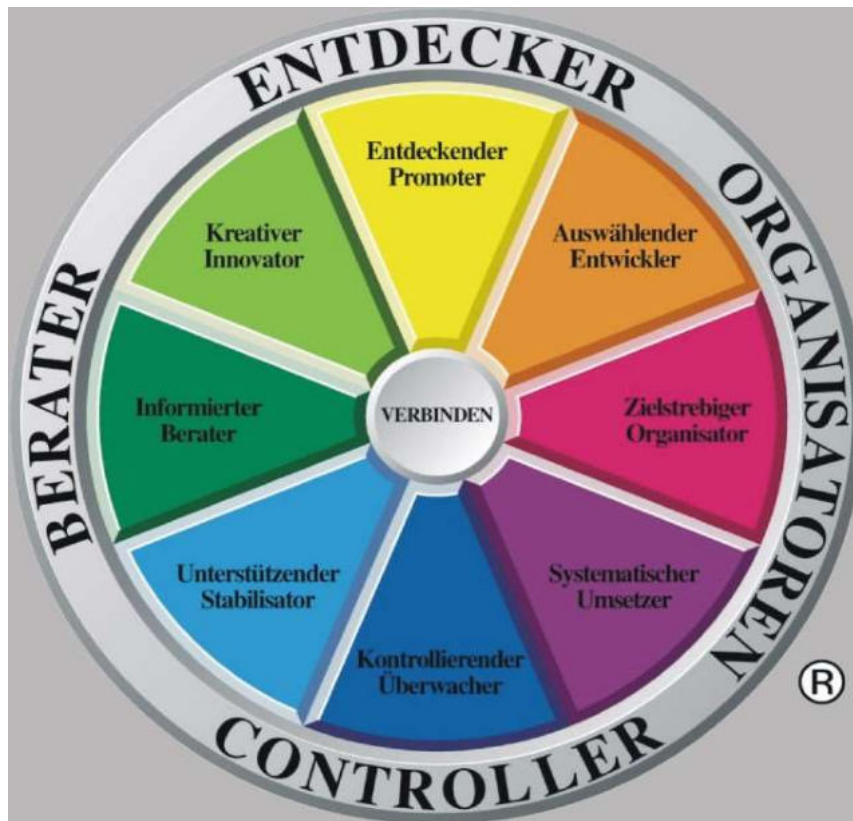 ENTDECKER
ORGANISATOREN
CONTROLLER
BERATER
Entdeckender
Promoter
Auswählender
Entwickler
Zielstrebiger
Organisator
Systematischer
Umsetzer
Kontrollierender
Überwacher
Unterstützender
Stabilisator
Informierter
Berater
Kreativer
Innovator
VERBINDEN
®